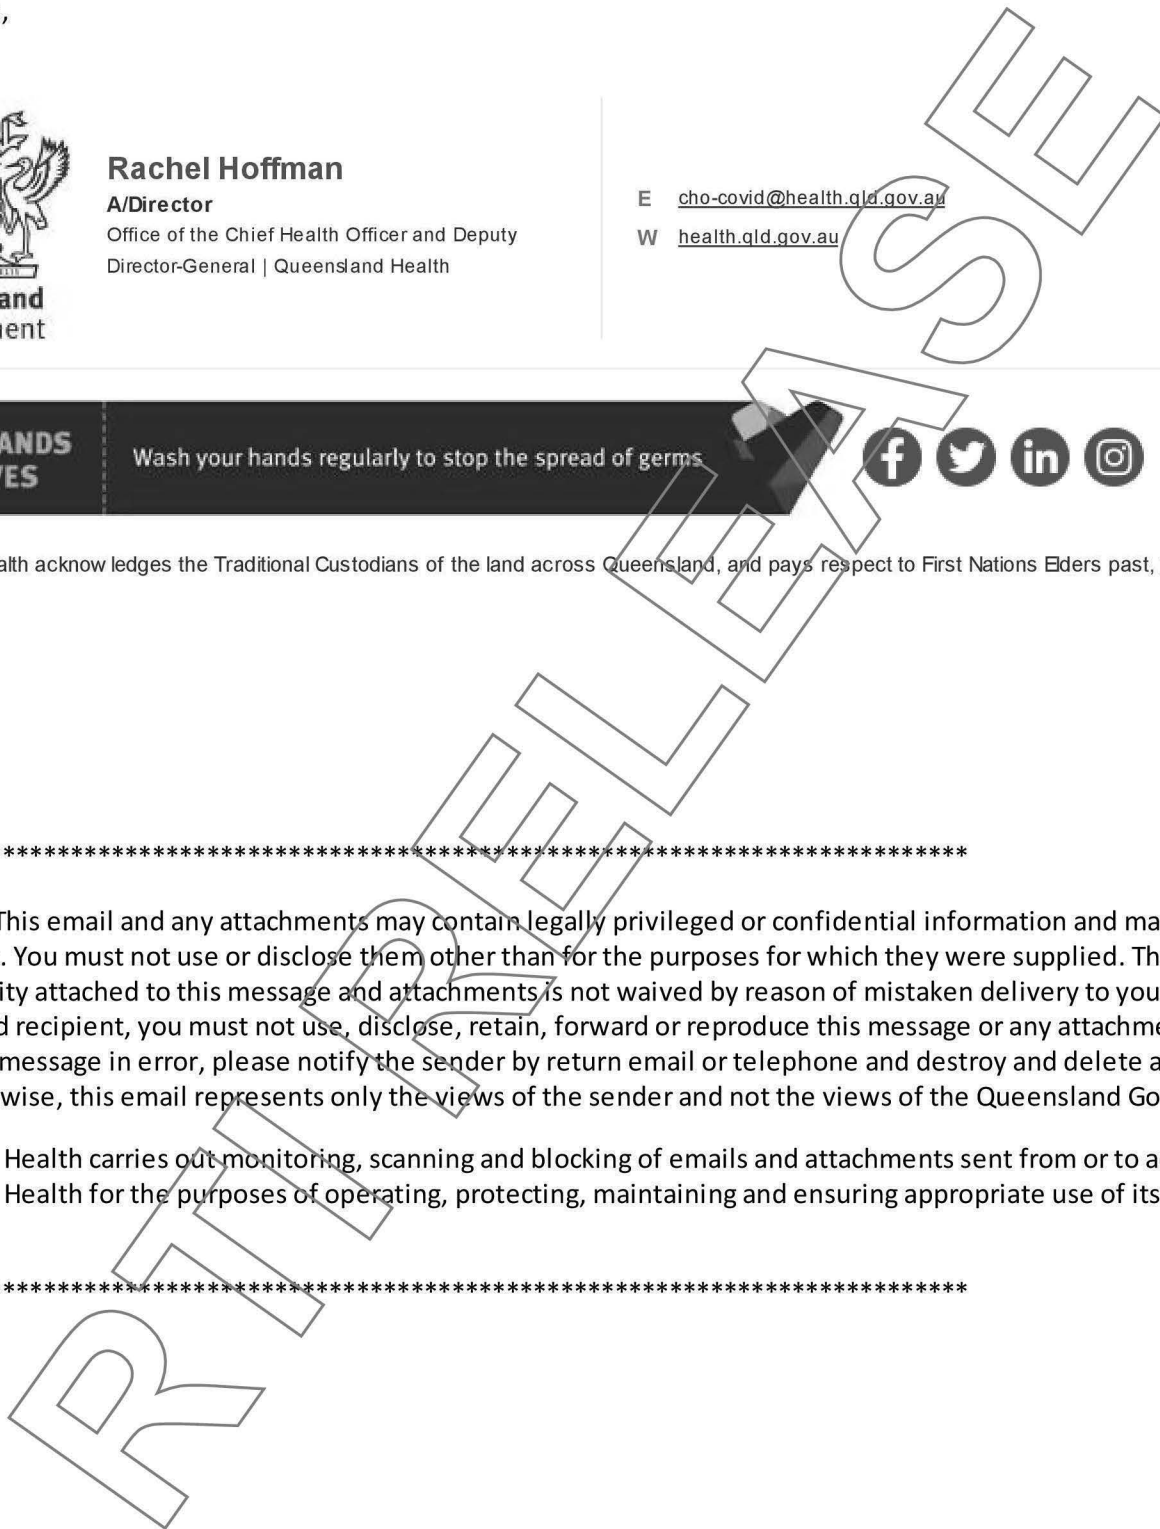 ,
Rachel Hoffman
A/Director
Office of the Chief Health Officer and Deputy
Director-General | Queensland Health
E cho-covid@health.qld.gov.au
W health.qld.gov.au
and
ent
ANDS
VES
Wash your hands regularly to stop the spread of germs
alth acknow ledges the Traditional Custodians of the land across Queensland, and pays respect to First Nations Elders past,
************************************************************************
This email and any attachments may contain legally privileged or confidential information and ma
. You must not use or disclose them other than for the purposes for which they were supplied. Th
ity attached to this message and attachments is not waived by reason of mistaken delivery to you
d recipient, you must not use, disclose, retain, forward or reproduce this message or any attachme
message in error, please notify the sender by return email or telephone and destroy and delete a
wise, this email represents only the views of the sender and not the views of the Queensland Go
Health carries out monitoring, scanning and blocking of emails and attachments sent from or to a
Health for the purposes of operating, protecting, maintaining and ensuring appropriate use of its
************************************************************************
RTI RELEASE